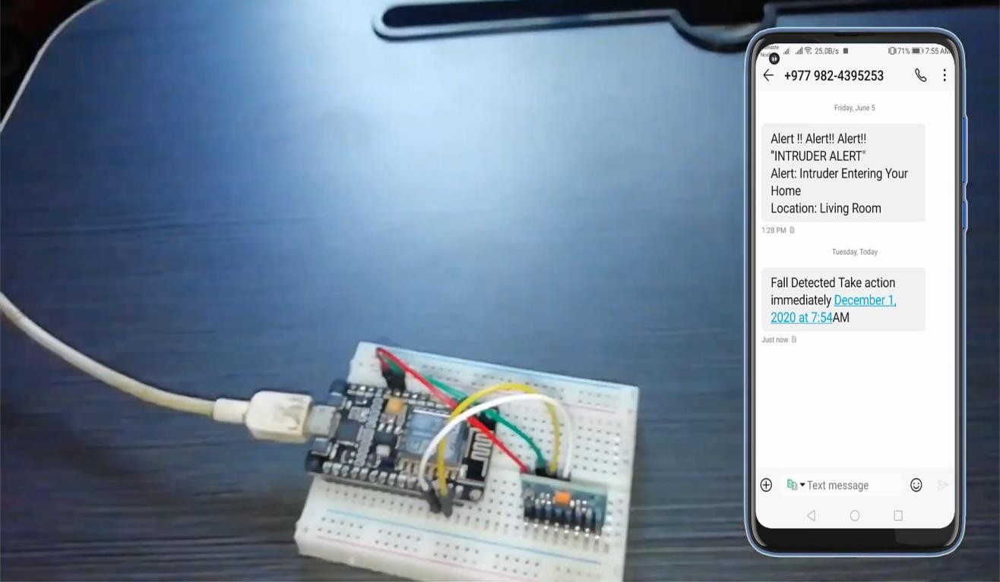 25.0B/s
71%
7:55 AM
+977 982-4395253
Friday, June 5
Alert !! Alert!! Alert!!
"INTRUDER ALERT"
Alert: Intruder Entering Your
Home
Location: Living Room
1:28 PM
Tuesday, Today
Fall Detected Take action
immediately December 1,
2020 at 7:54AM
Just now
Text message